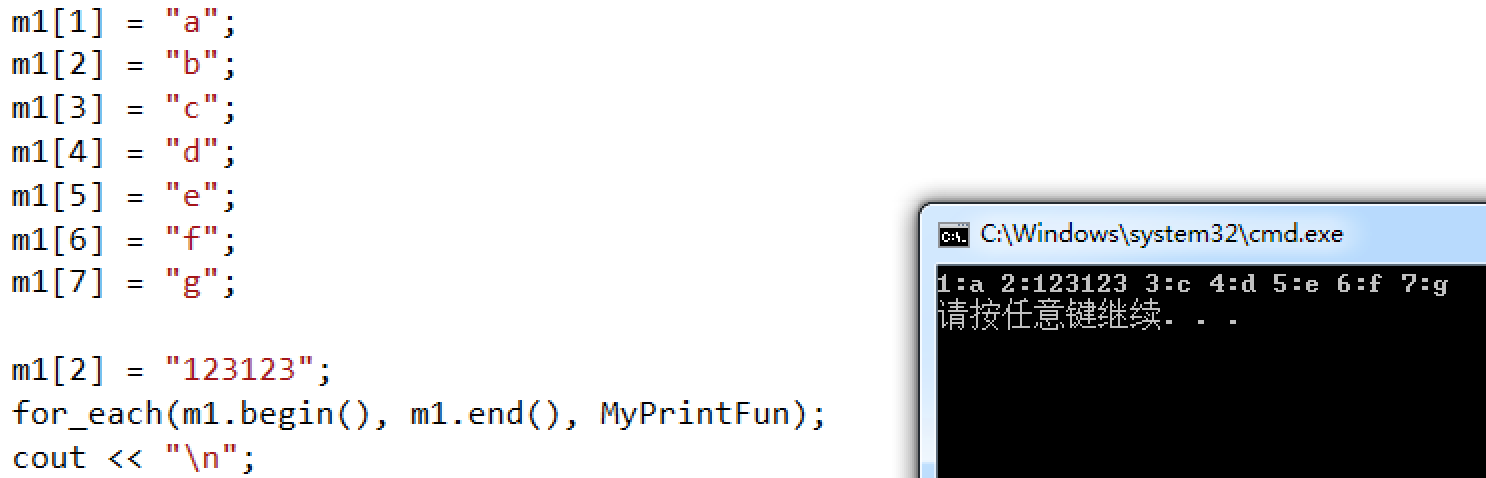 m1[1] = "a";
m1[2] = "b";
m1[3] = "c";
m1[4] = "d";
m1[5] = "e";
m1[6] = "f";
m1[7] = "g";
m1[2] = "123123";
for_each(m1.begin(), m1.end(), MyPrintFun);
cout << "\n";
C:\Windows\system32\cmd.exe
1:a 2:123123 3:c 4:d 5:e 6:f 7:g
请按任意键继续. . .